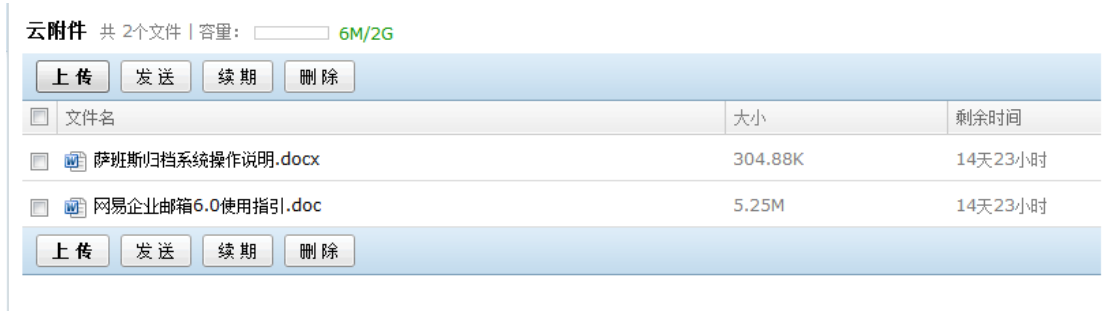 云附件 共 2个文件 | 容量： 6M/2G
上 传 发 送 续 期 删 除
文件名 大小 剩余时间
萨班斯归档系统操作说明.docx 304.88K 14天23小时
网易企业邮箱6.0使用指引.doc 5.25M 14天23小时
上 传 发 送 续 期 删 除